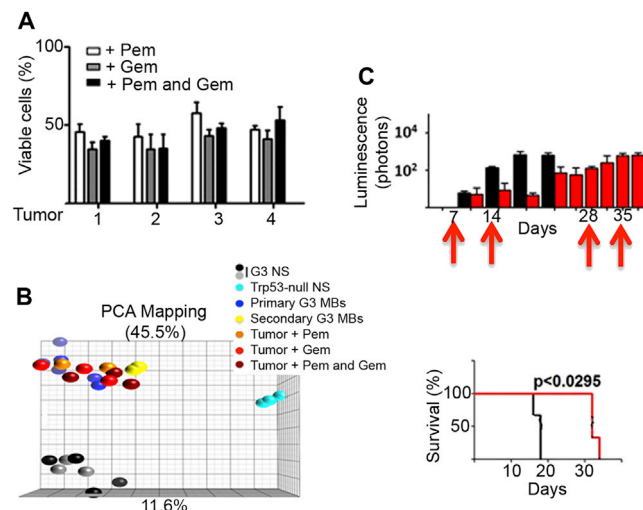 A
100
50
Viable cells (%)
+ Pem
+ Gem
+ Pem and Gem
Tumor
1 2 3 4
B
PCA Mapping
(45.5%)
11.6%
G3 NS
Trp53-null NS
Primary G3 MBs
Secondary G3 MBs
Tumor + Pem
Tumor + Gem
Tumor + Pem and Gem
C
Luminescence
(photons)
10⁴
10²
7 14 28 35
Days
p<0.0295
Survival (%)
100
50
0 20 30 40
Days